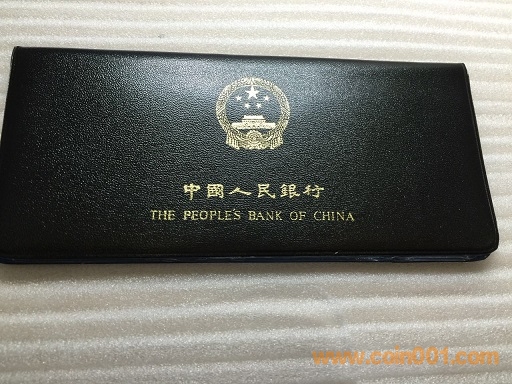 中國人民銀行
THE PEOPLE'S BANK OF CHINA
www.coin001.com